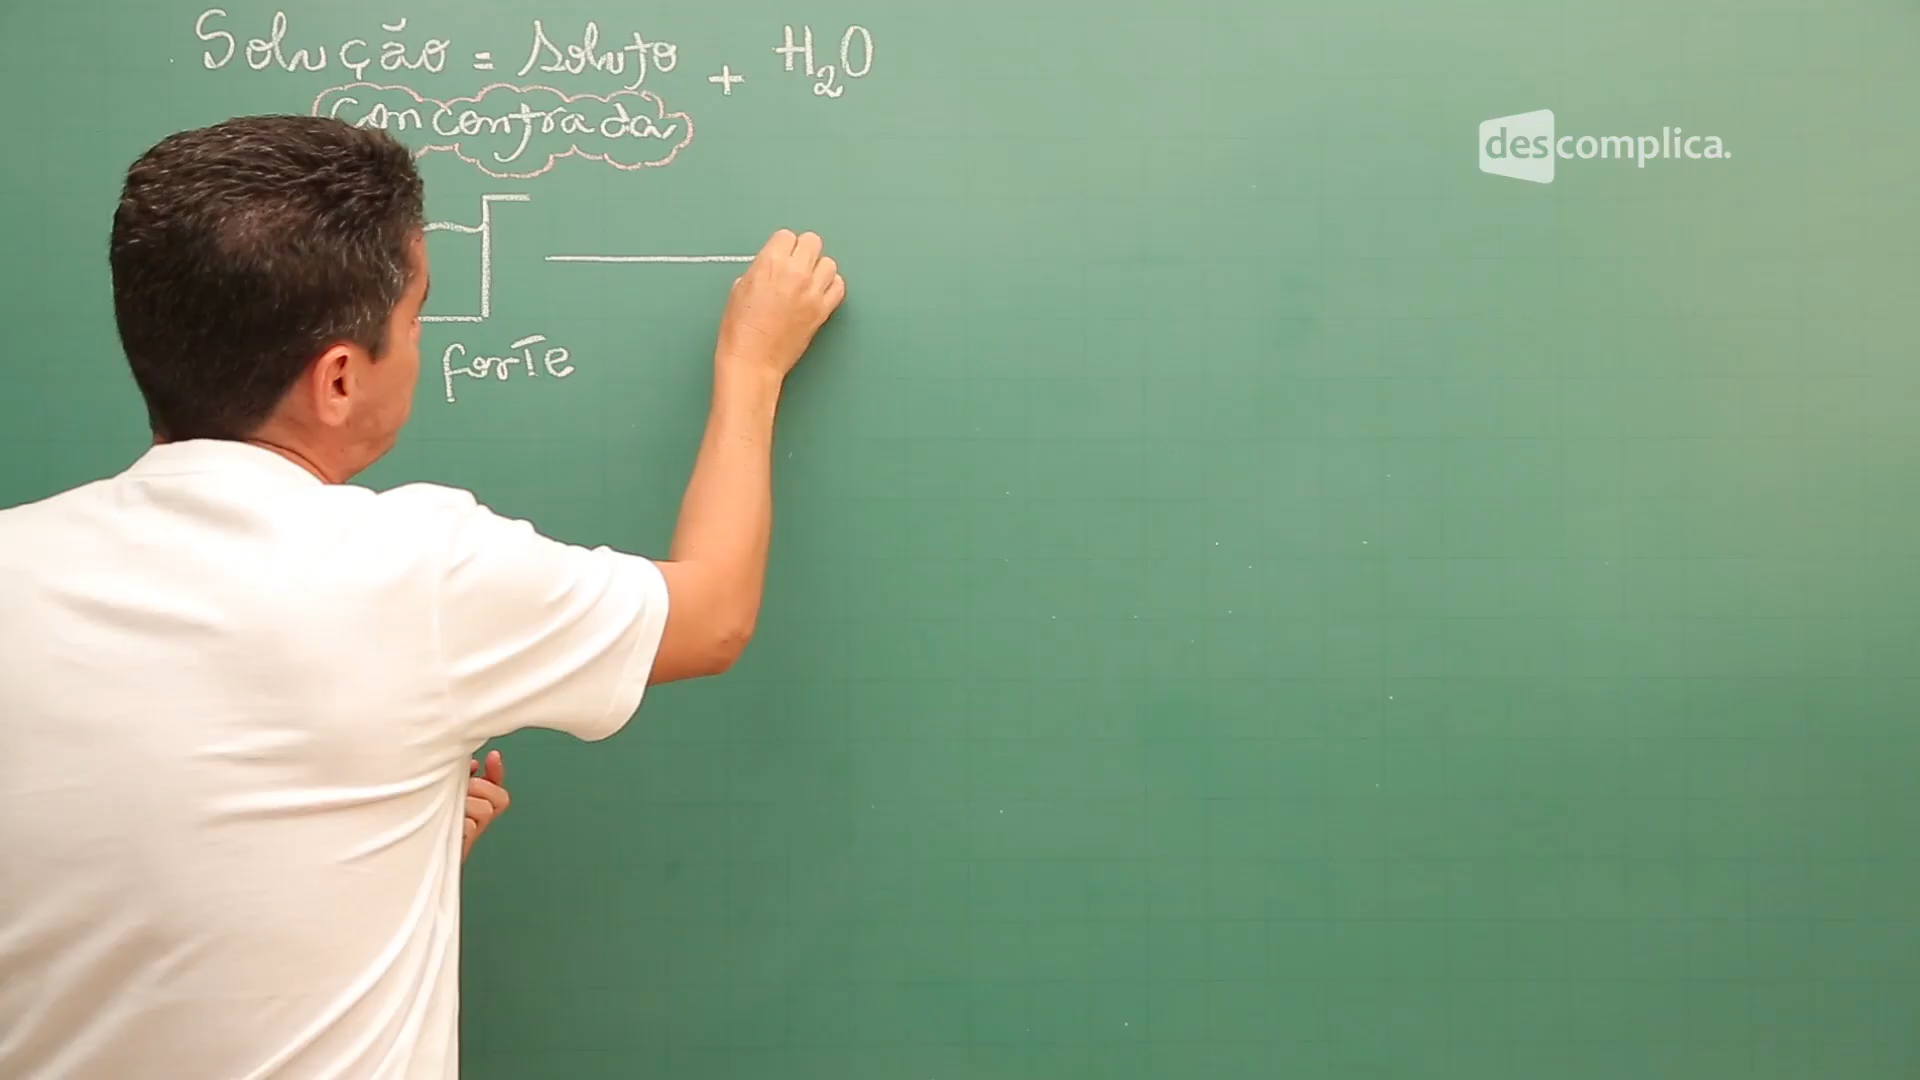 Solução = Soluto + H₂O
concentrada
forte
descomplica.